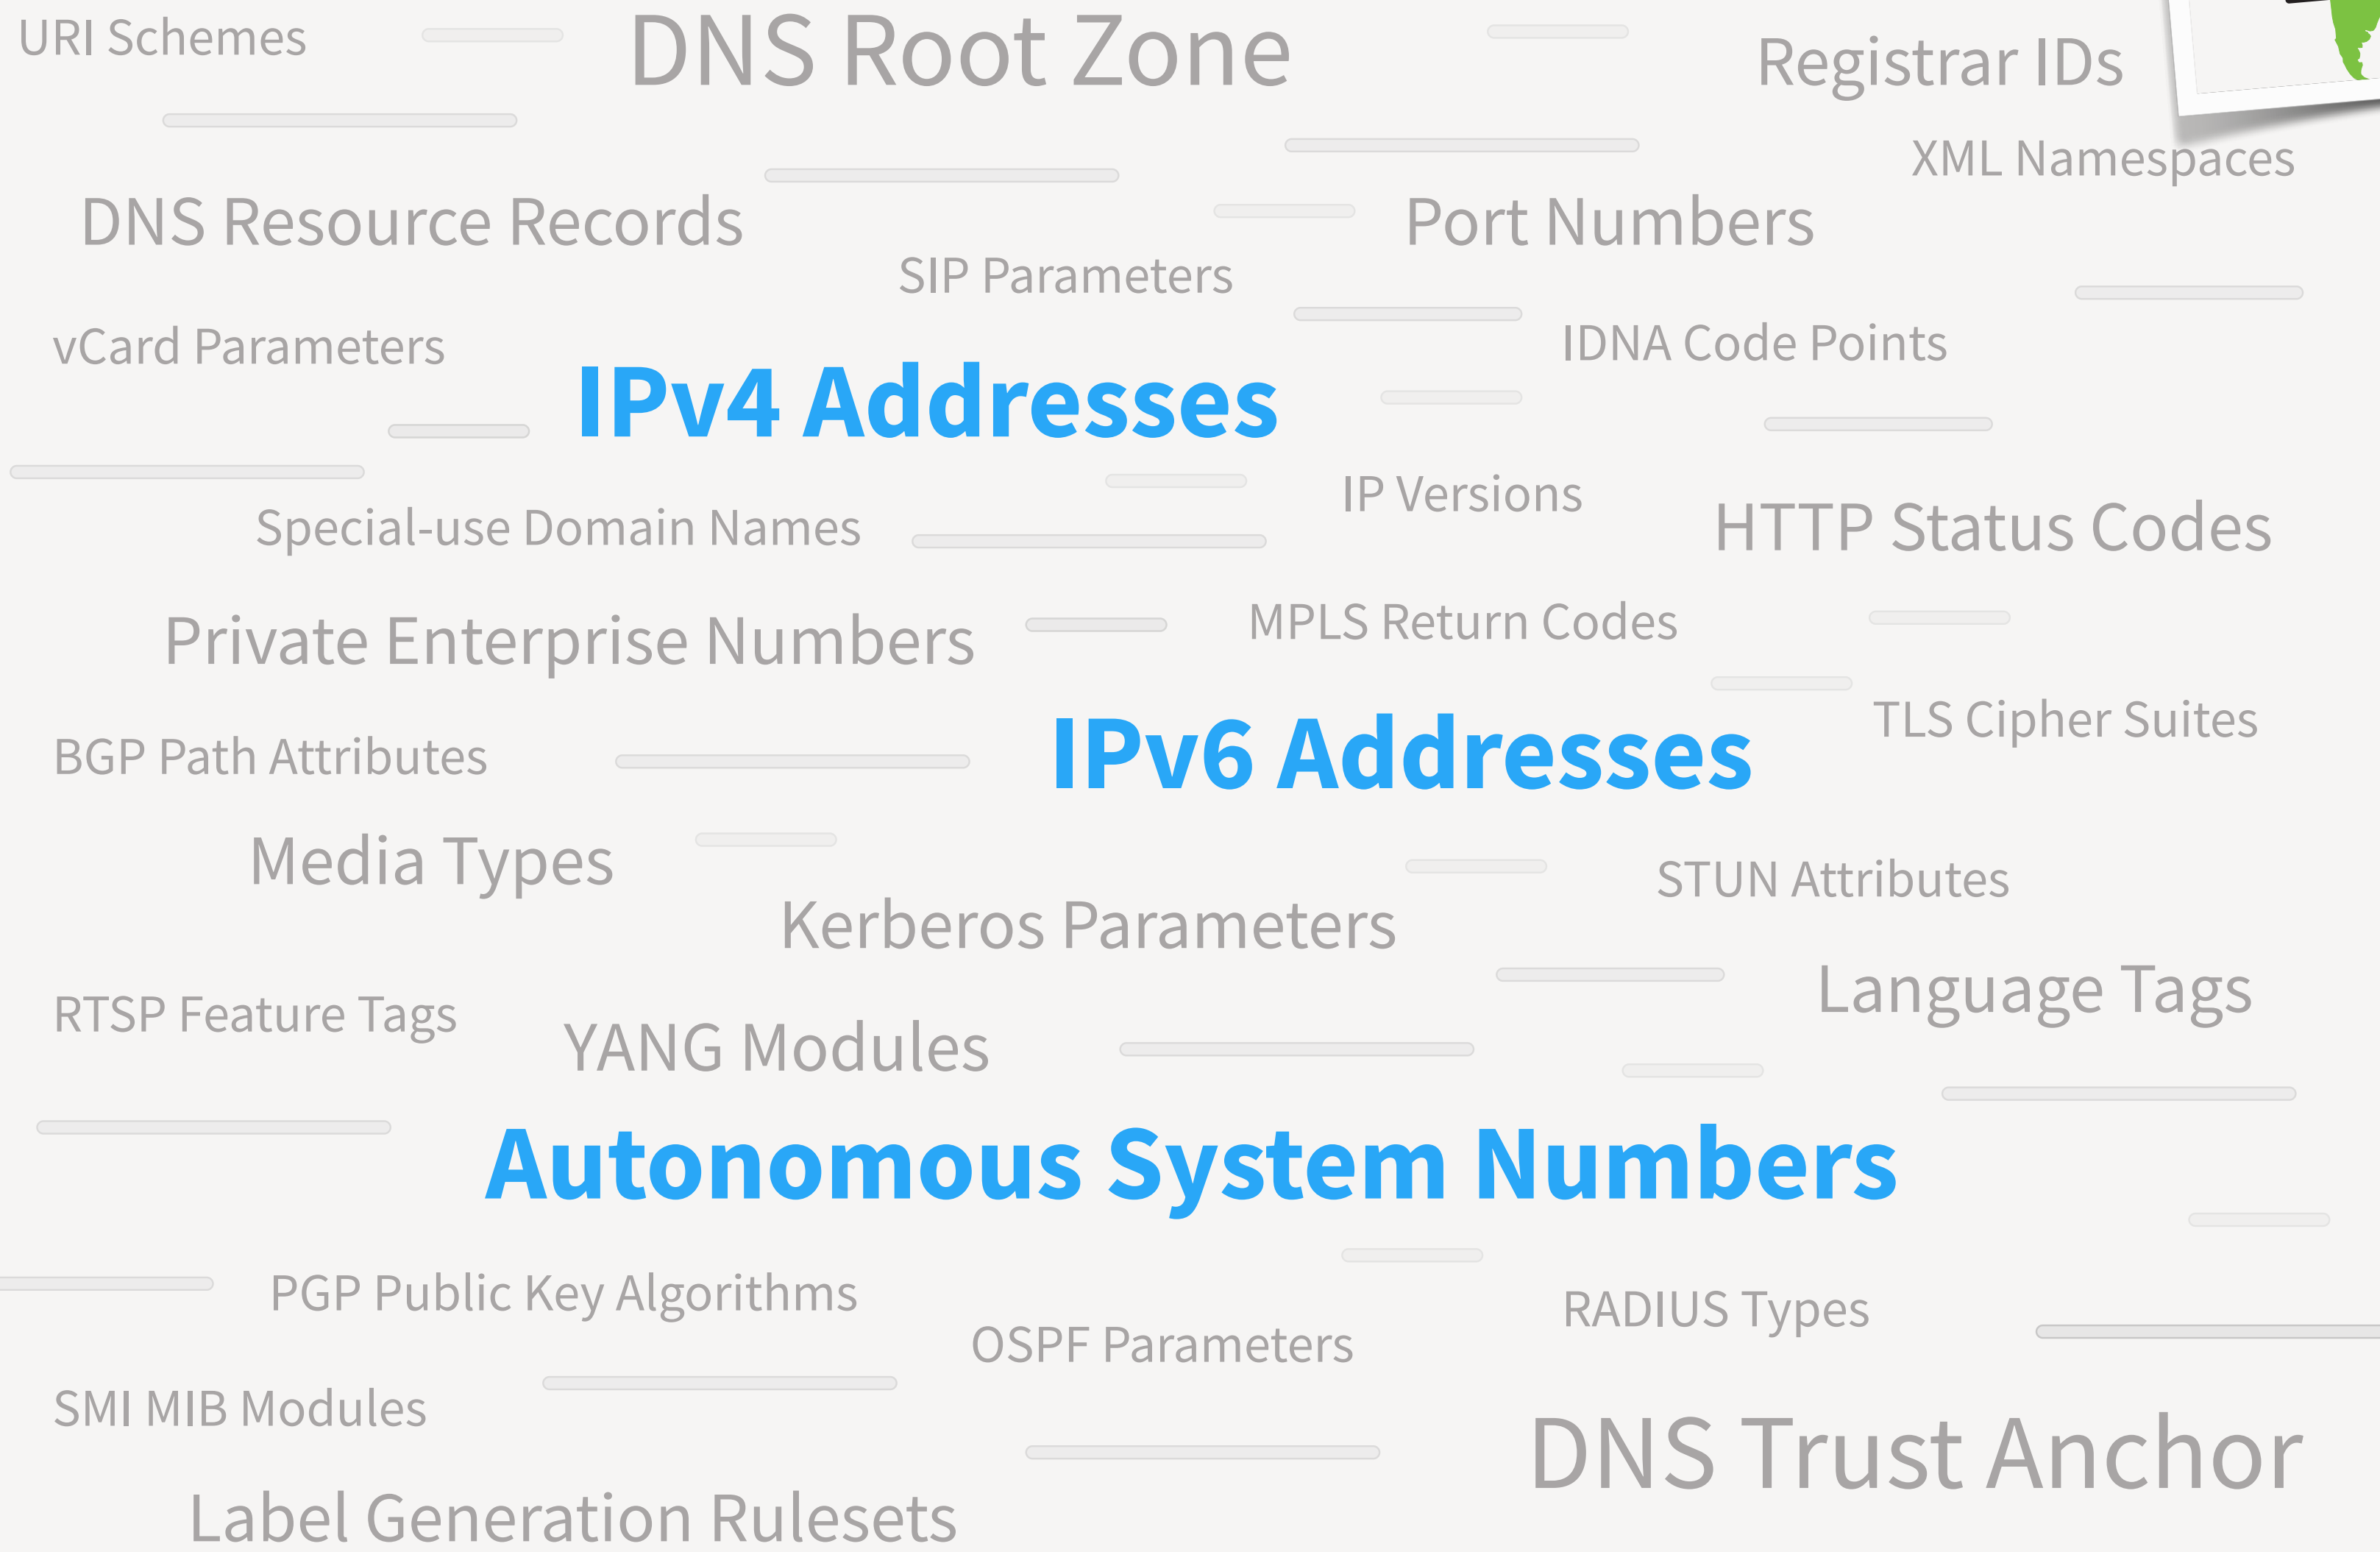 URI Schemes
DNS Root Zone
Registrar IDs
XML Namespaces
DNS Resource Records
Port Numbers
SIP Parameters
vCard Parameters
IDNA Code Points
IPv4 Addresses
IP Versions
Special-use Domain Names
HTTP Status Codes
Private Enterprise Numbers
MPLS Return Codes
TLS Cipher Suites
BGP Path Attributes
IPv6 Addresses
Media Types
STUN Attributes
Kerberos Parameters
Language Tags
RTSP Feature Tags
YANG Modules
Autonomous System Numbers
PGP Public Key Algorithms
RADIUS Types
OSPF Parameters
SMI MIB Modules
DNS Trust Anchor
Label Generation Rulesets